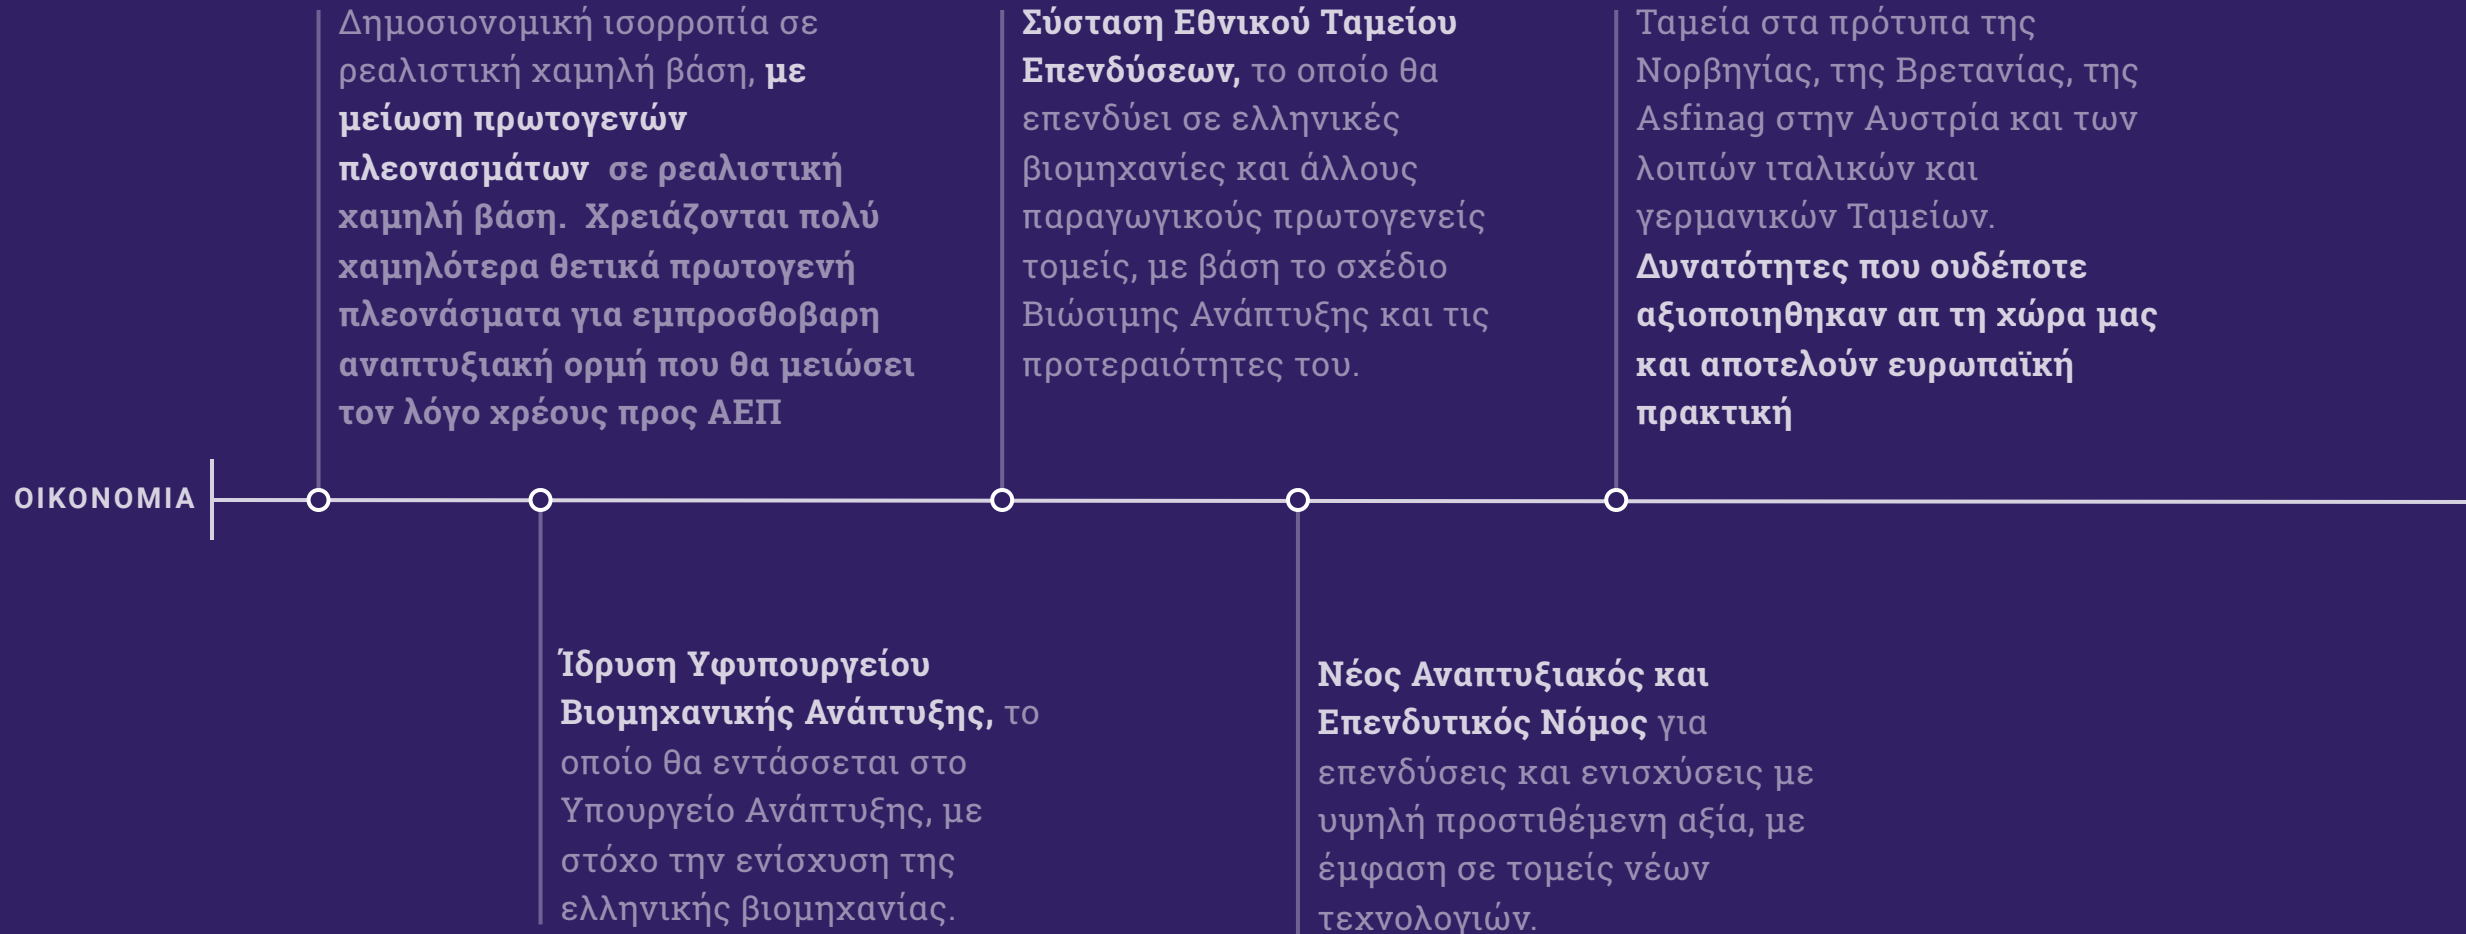 Δημοσιονομική ισορροπία σε
ρεαλιστική χαμηλή βάση, με
μείωση πρωτογενών
πλεονασμάτων  σε ρεαλιστική
χαμηλή βάση.  Χρειάζονται πολύ
χαμηλότερα θετικά πρωτογενή
πλεονάσματα για εμπροσθοβαρη
αναπτυξιακή ορμή που θα μειώσει
τον λόγο χρέους προς ΑΕΠ
Σύσταση Εθνικού Ταμείου
Επενδύσεων, το οποίο θα
επενδύει σε ελληνικές
βιομηχανίες και άλλους
παραγωγικούς πρωτογενείς
τομείς, με βάση το σχέδιο
Βιώσιμης Ανάπτυξης και τις
προτεραιότητες του.
Ταμεία στα πρότυπα της
Νορβηγίας, της Βρετανίας, της
Asfinag στην Αυστρία και των
λοιπών ιταλικών και
γερμανικών Ταμείων.
Δυνατότητες που ουδέποτε
αξιοποιηθηκαν απ τη χώρα μας
και αποτελούν ευρωπαϊκή
πρακτική
ΟΙΚΟΝΟΜΙΑ
Ίδρυση Υφυπουργείου
Βιομηχανικής Ανάπτυξης, το
οποίο θα εντάσσεται στο
Υπουργείο Ανάπτυξης, με
στόχο την ενίσχυση της
ελληνικής βιομηχανίας.
Νέος Αναπτυξιακός και
Επενδυτικός Νόμος για
επενδύσεις και ενισχύσεις με
υψηλή προστιθέμενη αξία, με
έμφαση σε τομείς νέων
τεχνολογιών.